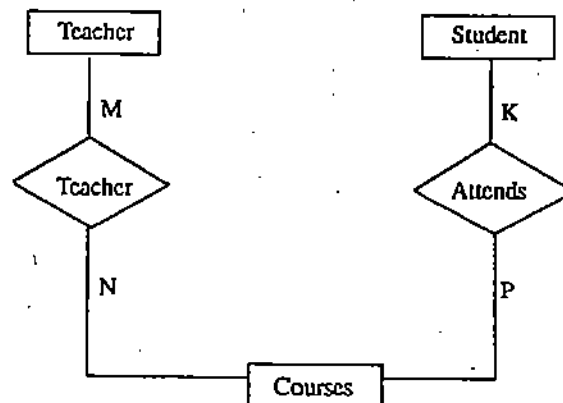 Teacher
Student
M
K
Teacher
Attends
N
P
Courses